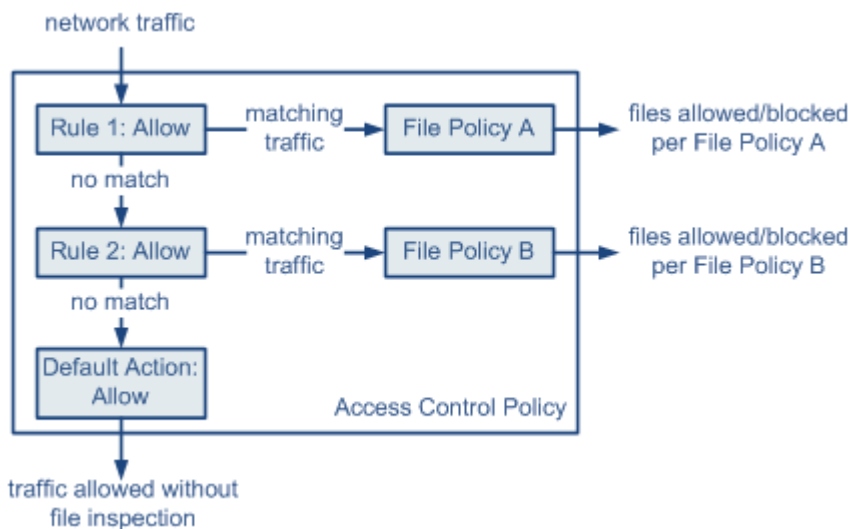 network traffic
Rule 1: Allow
matching
traffic
File Policy A
files allowed/blocked
per File Policy A
no match
Rule 2: Allow
matching
traffic
File Policy B
files allowed/blocked
per File Policy B
no match
Default Action:
Allow
Access Control Policy
traffic allowed without
file inspection